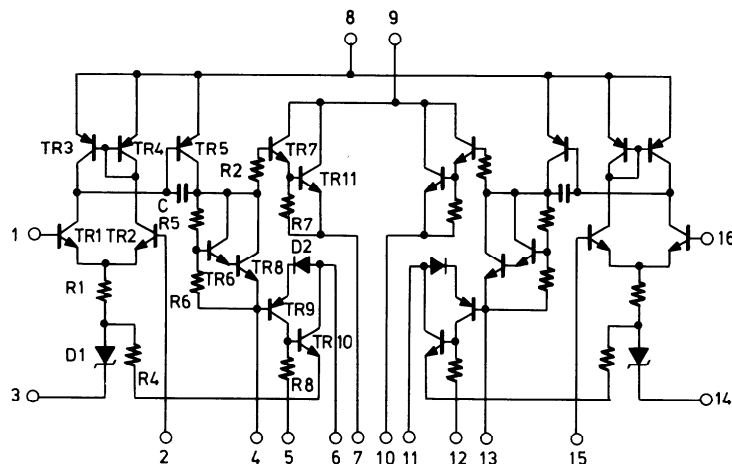 8 9
TR3 TR4 TR5 R2 TR7
TR11
C
R5 R7
1 TR1 TR2 D2 16
TR6 TR8
R1 R6 TR9
D1 TR10
R4 R8
3 14
2 4 5 6 7 10 11 12 13 15